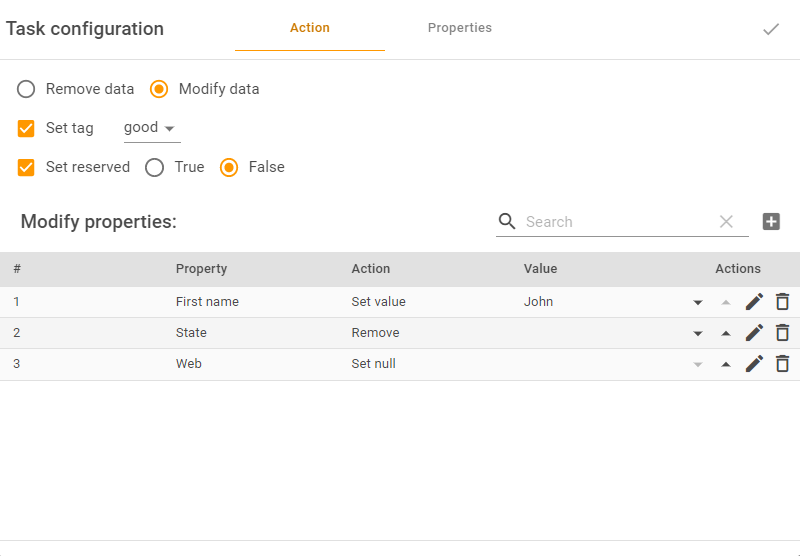 Task configuration Action Properties
Remove data Modify data
Set tag good
Set reserved True False
Modify properties: Search
# Property Action Value Actions
1 First name Set value John
2 State Remove
3 Web Set null